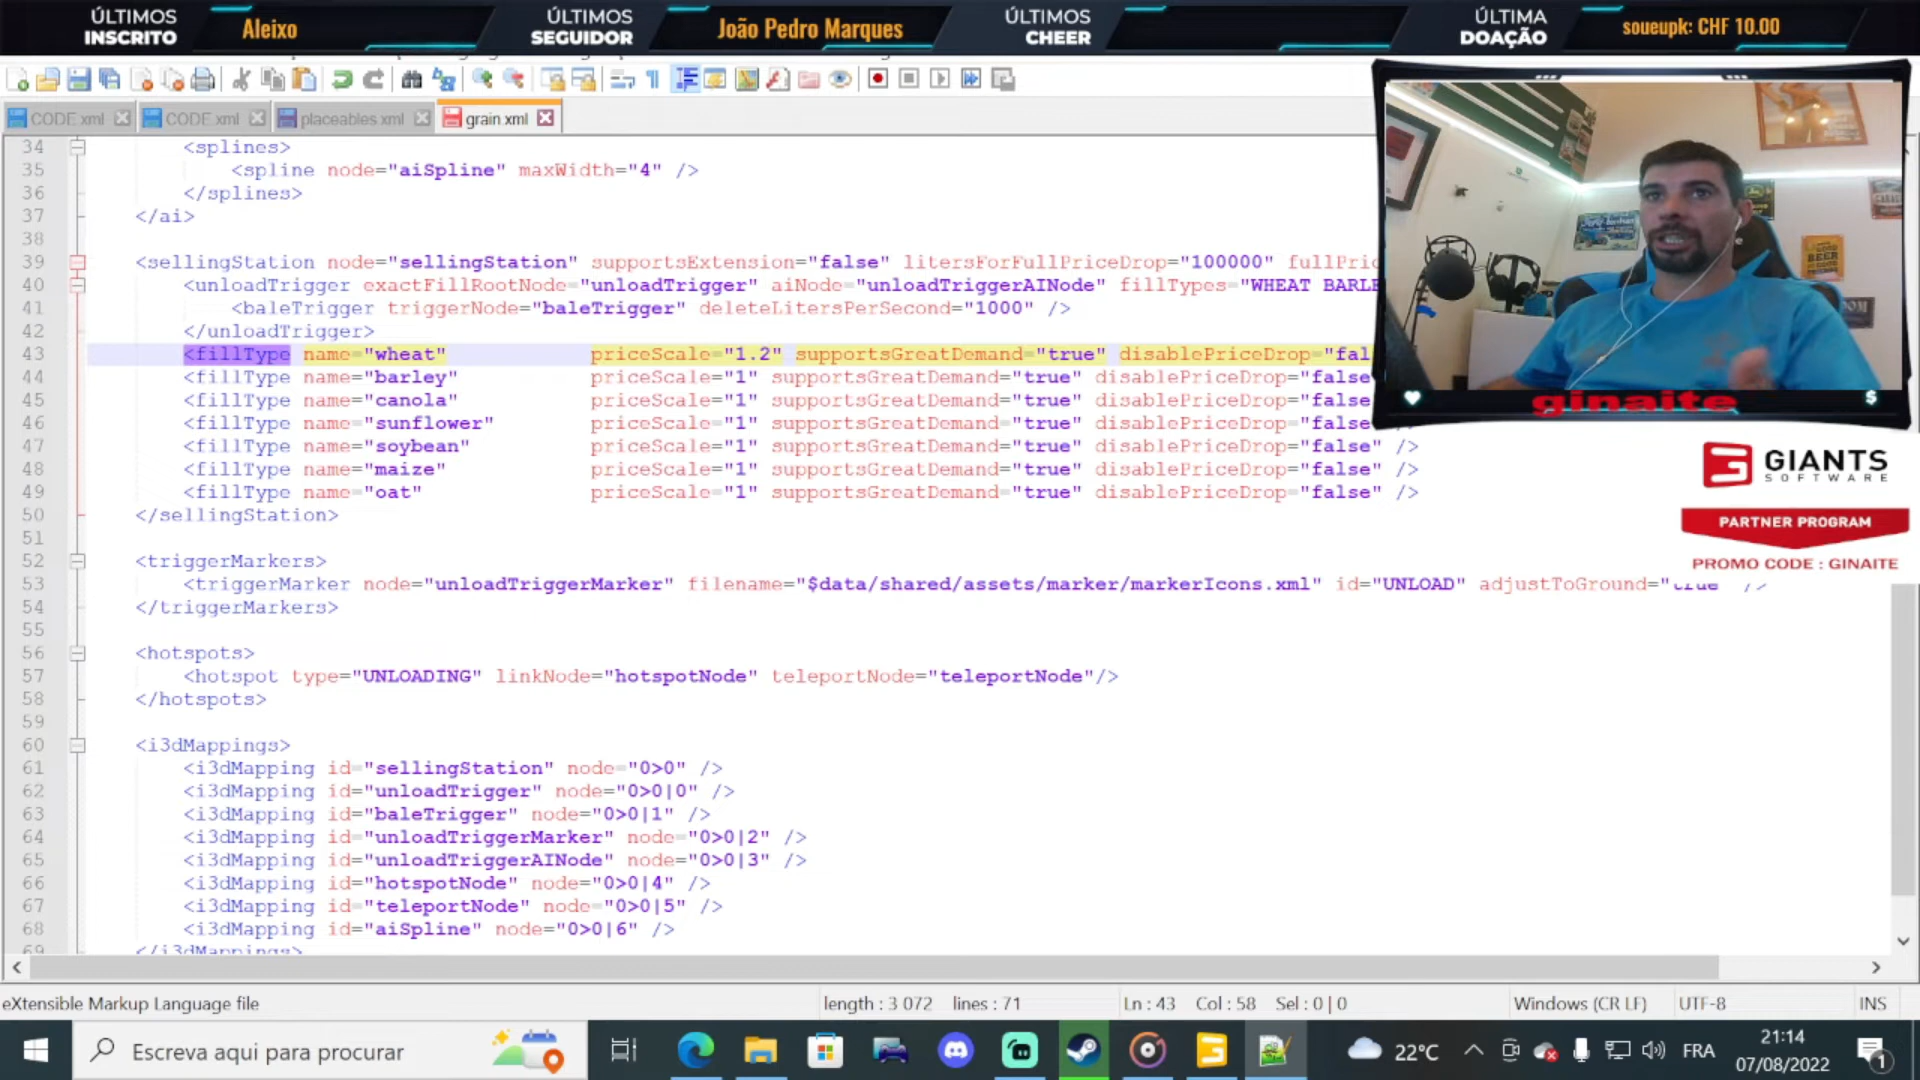 ÚLTIMOS
INSCRITO
Aleixo
ÚLTIMOS
SEGUIDOR
João Pedro Marques
ÚLTIMOS
CHEER
ÚLTIMA
DOAÇÃO
soueupk: CHF 10.00
CODE xml
CODE xml
placeables xml
grain xml
34 <splines>
35 <spline node="aiSpline" maxWidth="4" />
36 </splines>
37 </ai>
38
39 <sellingStation node="sellingStation" supportsExtension="false" litersForFullPriceDrop="100000" fullPric
40 <unloadTrigger exactFillRootNode="unloadTrigger" aiNode="unloadTriggerAINode" fillTypes="WHEAT BARLE
41 <baleTrigger triggerNode="baleTrigger" deleteLitersPerSecond="1000" />
42 </unloadTrigger>
43 <fillType name="wheat" priceScale="1.2" supportsGreatDemand="true" disablePriceDrop="fal
44 <fillType name="barley" priceScale="1" supportsGreatDemand="true" disablePriceDrop="false"
45 <fillType name="canola" priceScale="1" supportsGreatDemand="true" disablePriceDrop="false"
46 <fillType name="sunflower" priceScale="1" supportsGreatDemand="true" disablePriceDrop="false"
47 <fillType name="soybean" priceScale="1" supportsGreatDemand="true" disablePriceDrop="false" />
48 <fillType name="maize" priceScale="1" supportsGreatDemand="true" disablePriceDrop="false" />
49 <fillType name="oat" priceScale="1" supportsGreatDemand="true" disablePriceDrop="false" />
50 </sellingStation>
51
52 <triggerMarkers>
53 <triggerMarker node="unloadTriggerMarker" filename="$data/shared/assets/marker/markerIcons.xml" id="UNLOAD" adjustToGround="true" />
54 </triggerMarkers>
55
56 <hotspots>
57 <hotspot type="UNLOADING" linkNode="hotspotNode" teleportNode="teleportNode"/>
58 </hotspots>
59
60 <i3dMappings>
61 <i3dMapping id="sellingStation" node="0>0" />
62 <i3dMapping id="unloadTrigger" node="0>0|0" />
63 <i3dMapping id="baleTrigger" node="0>0|1" />
64 <i3dMapping id="unloadTriggerMarker" node="0>0|2" />
65 <i3dMapping id="unloadTriggerAINode" node="0>0|3" />
66 <i3dMapping id="hotspotNode" node="0>0|4" />
67 <i3dMapping id="teleportNode" node="0>0|5" />
68 <i3dMapping id="aiSpline" node="0>0|6" />
69 </i3dMappings>
ginaite
$
GIANTS
SOFTWARE
PARTNER PROGRAM
PROMO CODE : GINAITE
eXtensible Markup Language file
length : 3 072 lines : 71
Ln : 43 Col : 58 Sel : 0 | 0
Windows (CR LF)
UTF-8
INS
Escreva aqui para procurar
22°C
FRA
21:14
07/08/2022
1